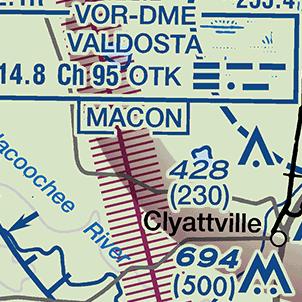 VOR-DME
VALDOSTA
14.8 Ch 95 OTK
MACON
428
(230)
Clyattville
River
694
(500)